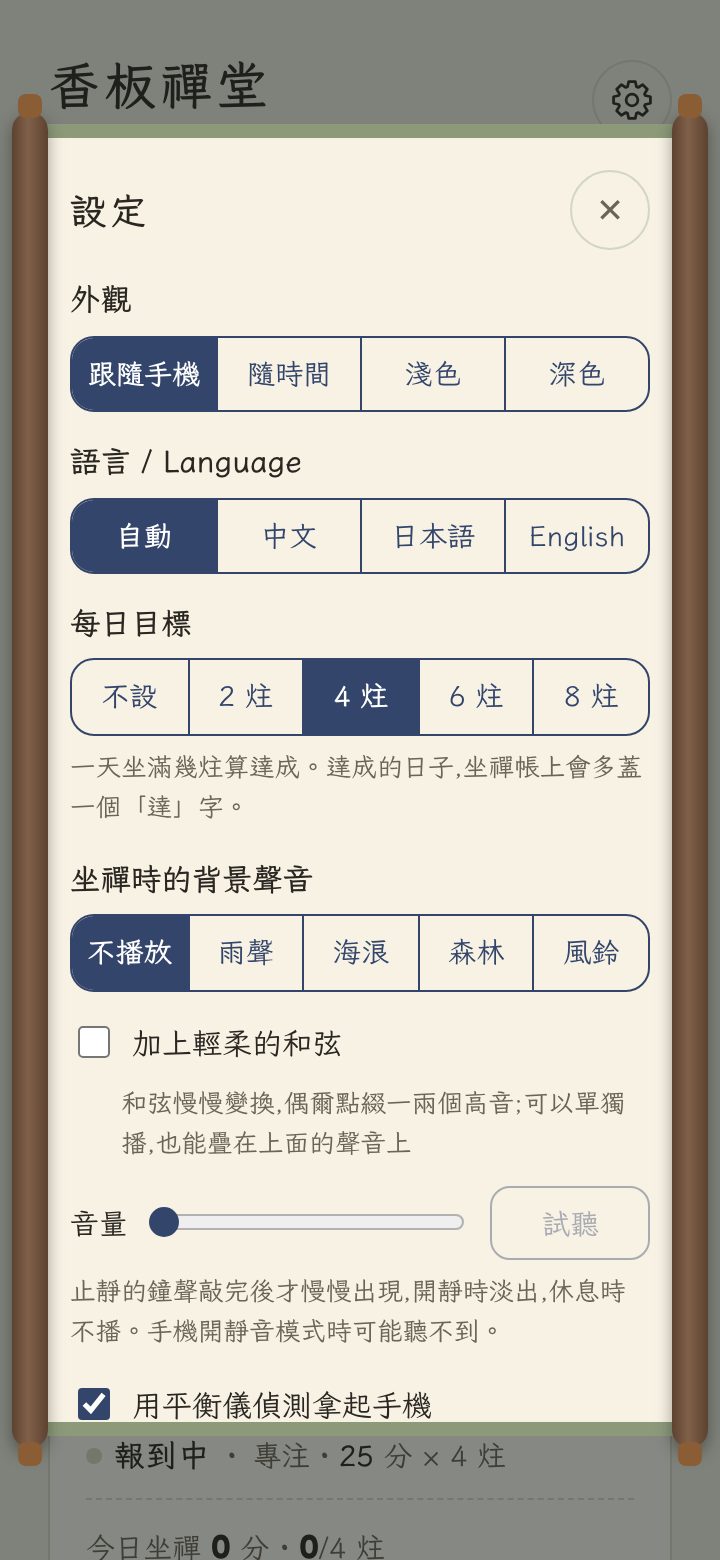 香板禪堂
設定
×
外觀
跟隨手機 隨時間 淺色 深色
語言 / Language
自動 中文 日本語 English
每日目標
不設 2 炷 4 炷 6 炷 8 炷
一天坐滿幾炷算達成。達成的日子,坐禪帳上會多蓋
一個「達」字。
坐禪時的背景聲音
不播放 雨聲 海浪 森林 風鈴
加上輕柔的和弦
和弦慢慢變換,偶爾點綴一兩個高音;可以單獨
播,也能疊在上面的聲音上
音量 試聽
止靜的鐘聲敲完後才慢慢出現,開靜時淡出,休息時
不播。手機開靜音模式時可能聽不到。
用平衡儀偵測拿起手機
報到中 · 專注 · 25 分 × 4 炷
今日坐禪 0 分 · 0/4 炷